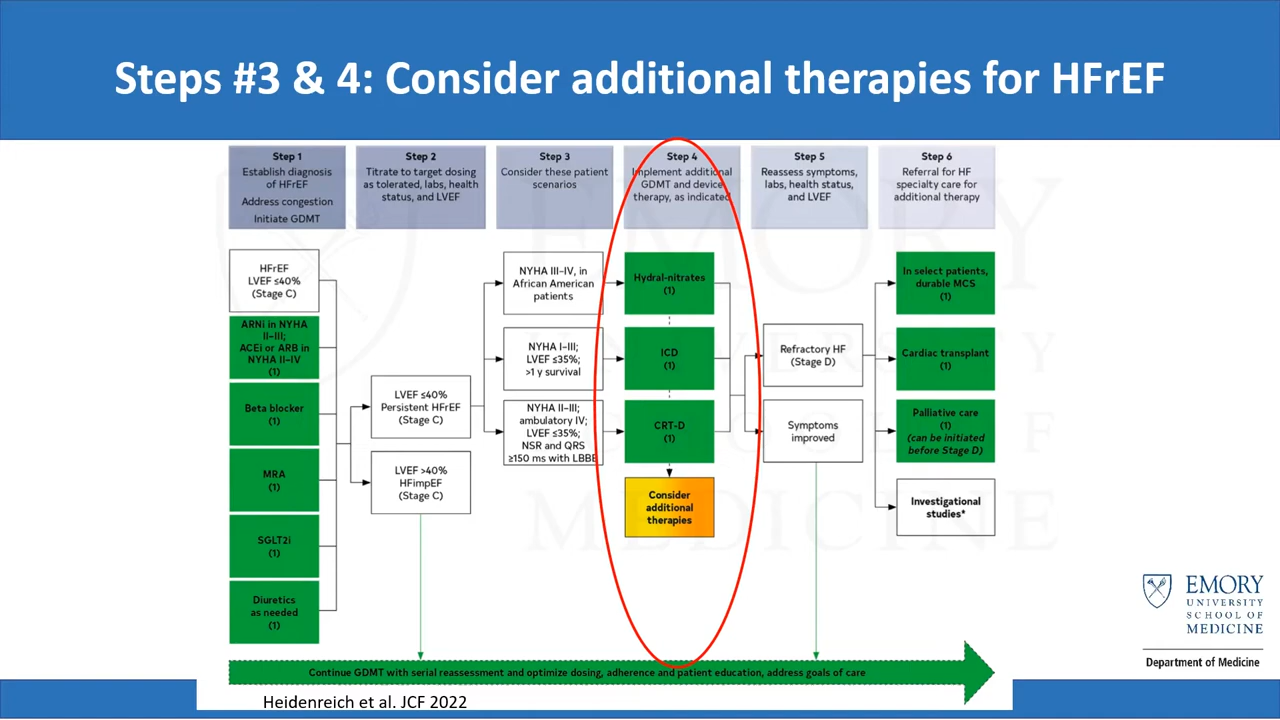 Steps #3 & 4: Consider additional therapies for HFrEF
Step 1
Establish diagnosis
of HFrEF
Address congestion
Initiate GDMT
Step 2
Titrate to target dosing
as tolerated, labs, health
status, and LVEF
Step 3
Consider these patient
scenarios
Step 4
Implement additional
GDMT and device
therapy, as indicated
Step 5
Reassess symptoms,
labs, health status,
and LVEF
Step 6
Referral for HF
specialty care for
additional therapy
HFrEF
LVEF ≤40%
(Stage C)
ARNi in NYHA
II–III;
ACEi or ARB in
NYHA II–IV
(1)
Beta blocker
(1)
MRA
(1)
SGLT2i
(1)
Diuretics
as needed
(1)
LVEF ≤40%
Persistent HFrEF
(Stage C)
LVEF >40%
HFimpEF
(Stage C)
NYHA III–IV, in
African American
patients
NYHA I–III;
LVEF ≤35%;
>1 y survival
NYHA II–III;
ambulatory IV;
LVEF ≤35%;
NSR and QRS
≥150 ms with LBBB
Hydral-nitrates
(1)
ICD
(1)
CRT-D
(1)
Consider
additional
therapies
Refractory HF
(Stage D)
Symptoms
improved
In select patients,
durable MCS
(1)
Cardiac transplant
(1)
Palliative care
(1)
(can be initiated
before Stage D)
Investigational
studies*
Continue GDMT with serial reassessment and optimize dosing, adherence and patient education, address goals of care
Heidenreich et al. JCF 2022
EMORY
UNIVERSITY
SCHOOL OF
MEDICINE
EMORY
UNIVERSITY
SCHOOL OF
MEDICINE
Department of Medicine